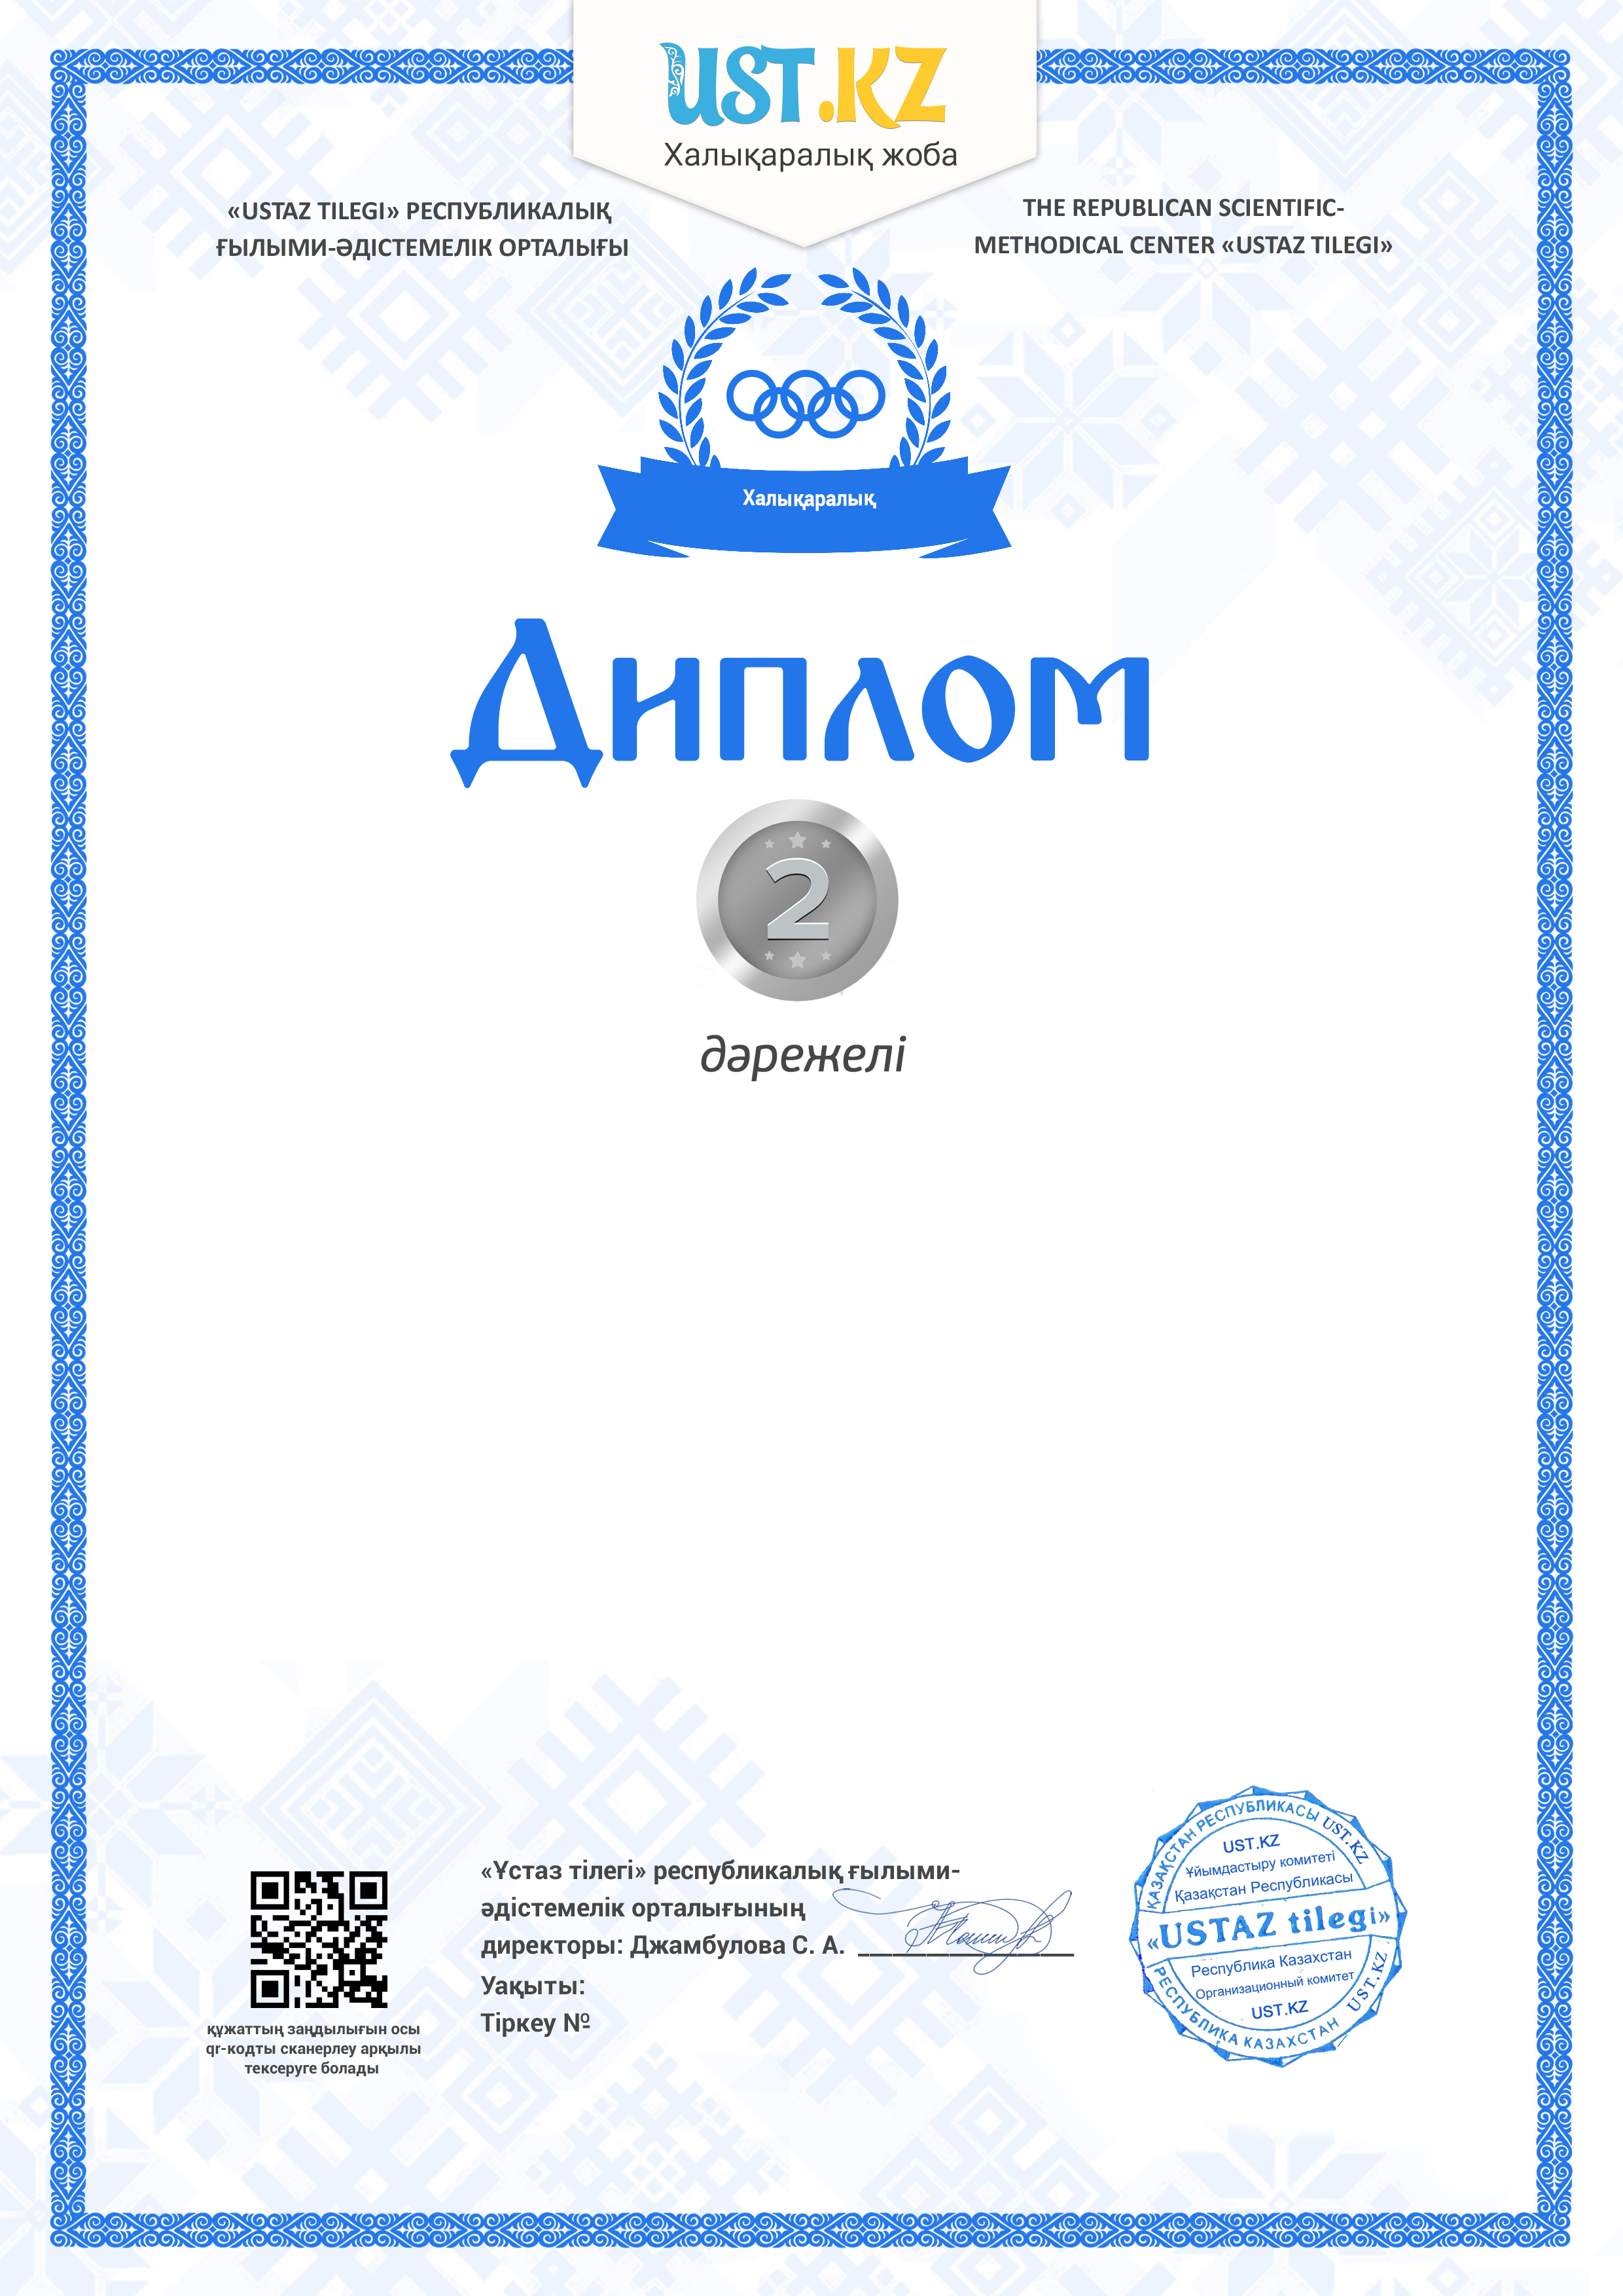 UST.KZ
Халықаралық жоба
«USTAZ TILEGI» РЕСПУБЛИКАЛЫҚ
ҒЫЛЫМИ-ӘДІСТЕМЕЛІК ОРТАЛЫҒЫ
THE REPUBLICAN SCIENTIFIC-
METHODICAL CENTER «USTAZ TILEGI»
Халықаралық
Диплом
2
дәрежелі
«Ұстаз тілегі» республикалық ғылыми-
әдістемелік орталығының
директоры: Джамбулова С. А.
Уақыты:
Тіркеу №
құжаттың заңдылығын осы
qr-кодты сканерлеу арқылы
тексеруге болады
ҚАЗАҚСТАН РЕСПУБЛИКАСЫ UST.KZ
UST.KZ
Ұйымдастыру комитеті
Қазақстан Республикасы
«USTAZ tilegi»
Республика Казахстан
Организационный комитет
UST.KZ
РЕСПУБЛИКА КАЗАХСТАН UST.KZ